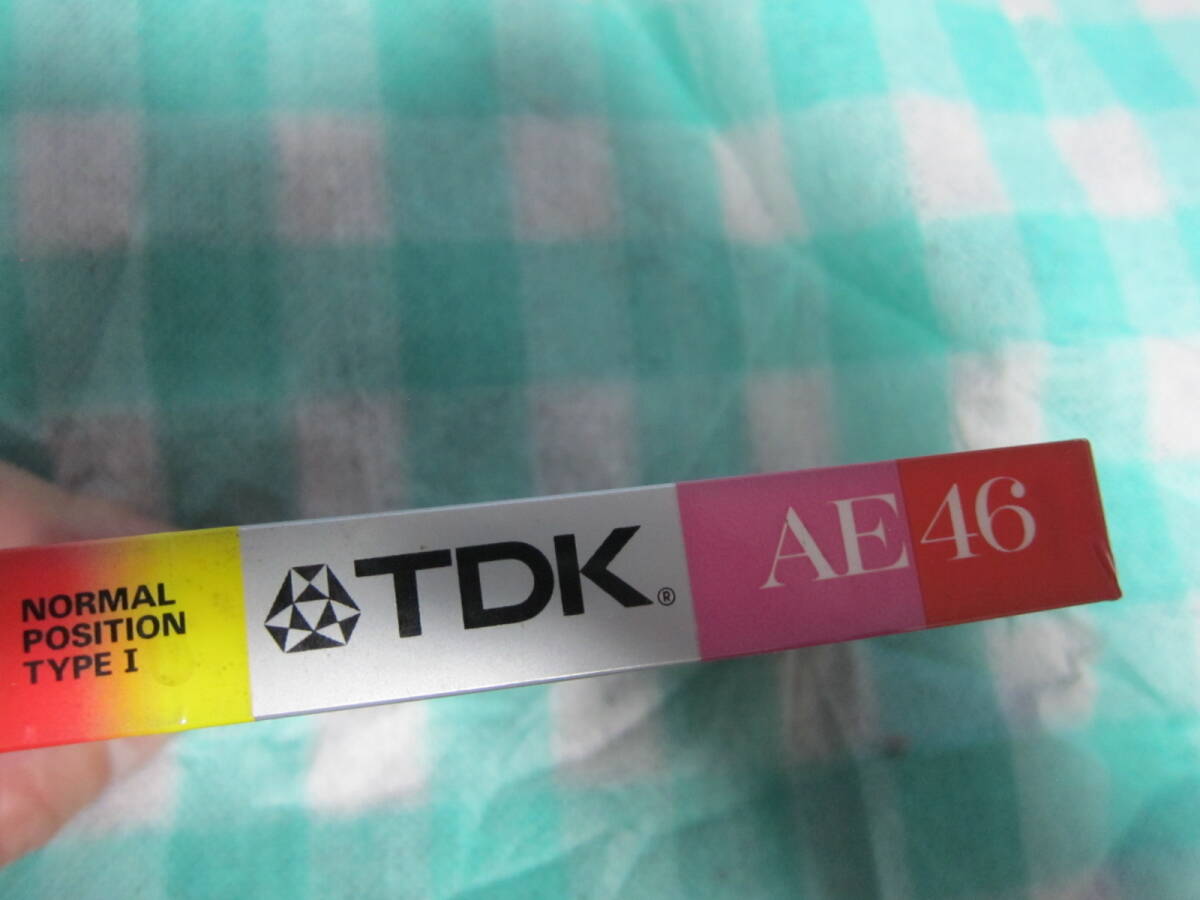 NORMAL
POSITION
TYPE I
TDK®
AE 46